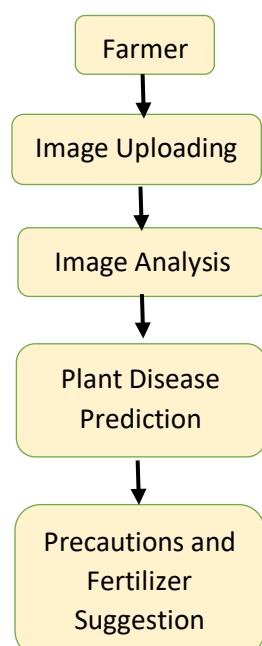 Farmer
Image Uploading
Image Analysis
Plant Disease
Prediction
Precautions and
Fertilizer
Suggestion